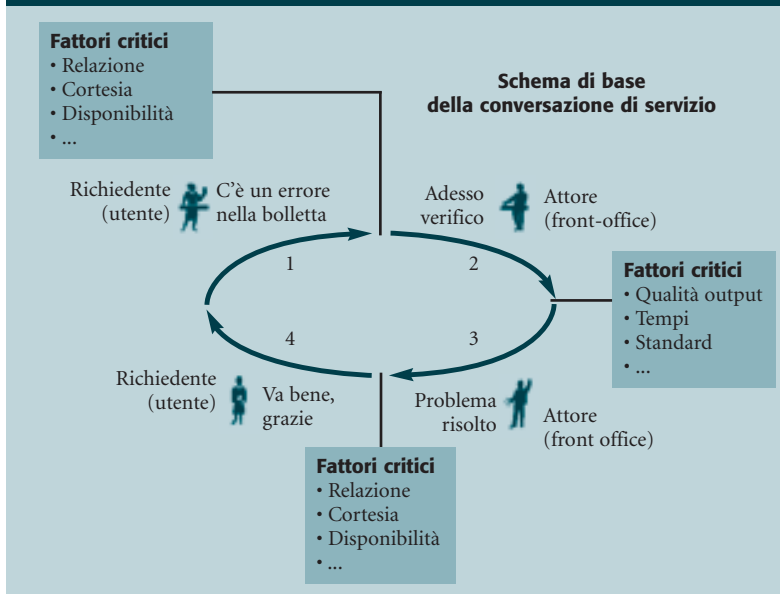 Fattori critici
• Relazione
• Cortesia
• Disponibilità
• ...
Schema di base
della conversazione di servizio
Richiedente
(utente)
C'è un errore
nella bolletta
Adesso
verifico
Attore
(front-office)
1
2
Fattori critici
• Qualità output
• Tempi
• Standard
• ...
4
3
Richiedente
(utente)
Va bene,
grazie
Problema
risolto
Attore
(front office)
Fattori critici
• Relazione
• Cortesia
• Disponibilità
• ...